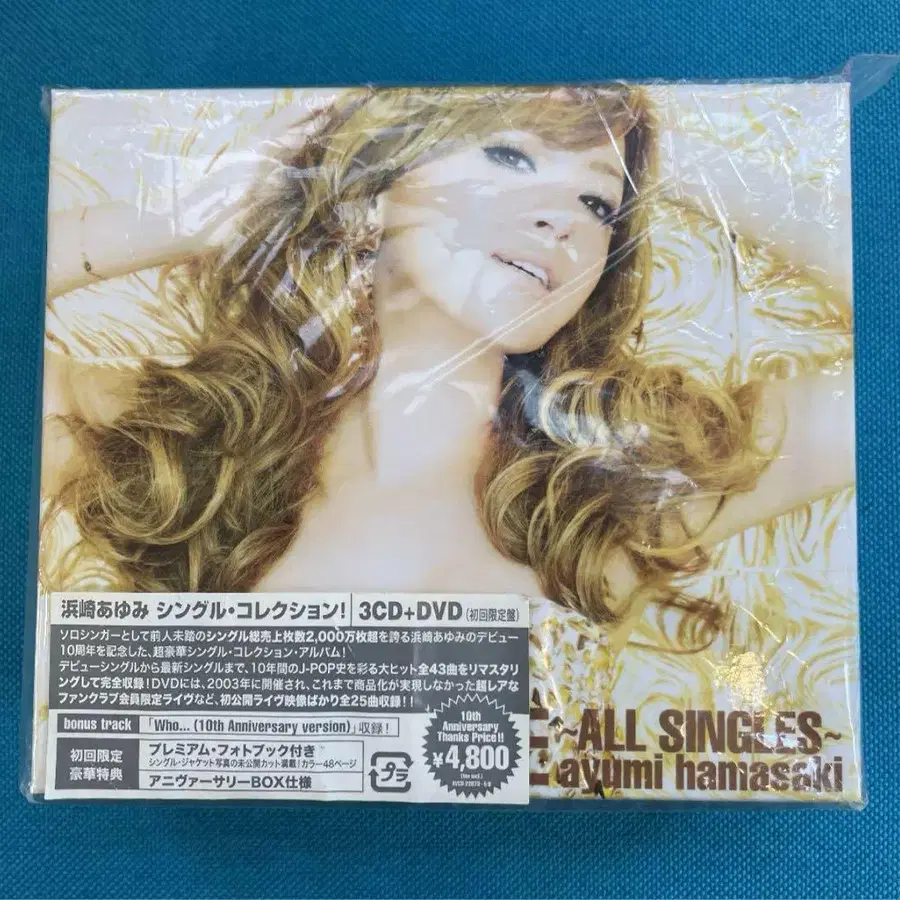 浜崎あゆみ シングル・コレクション! 3CD+DVD(初回限定盤)
ソロシンガーとして前人未踏のシングル総売上枚数2,000万枚超を誇る浜崎あゆみのデビュー
10周年を記念した、超豪華シングル・コレクション・アルバム!
デビューシングルから最新シングルまで、10年間のJ-POP史を彩る大ヒット全43曲をリマスタリ
ングして完全収録!DVDには、2003年に開催され、これまで商品化が実現しなかった超レアな
ファンクラブ会員限定ライヴなど、初公開ライヴ映像ばかり全25曲収録!!
bonus track 「Who... (10th Anniversary version)」収録!
初回限定
豪華特典
プレミアム・フォトブック付き
シングル・ジャケット写真の未公開カット満載!カラー48ページ
アニヴァーサリーBOX仕様
プラ
10th
Anniversary
Thanks Price!!
¥4,800
~ALL SINGLES~
ayumi hamasaki